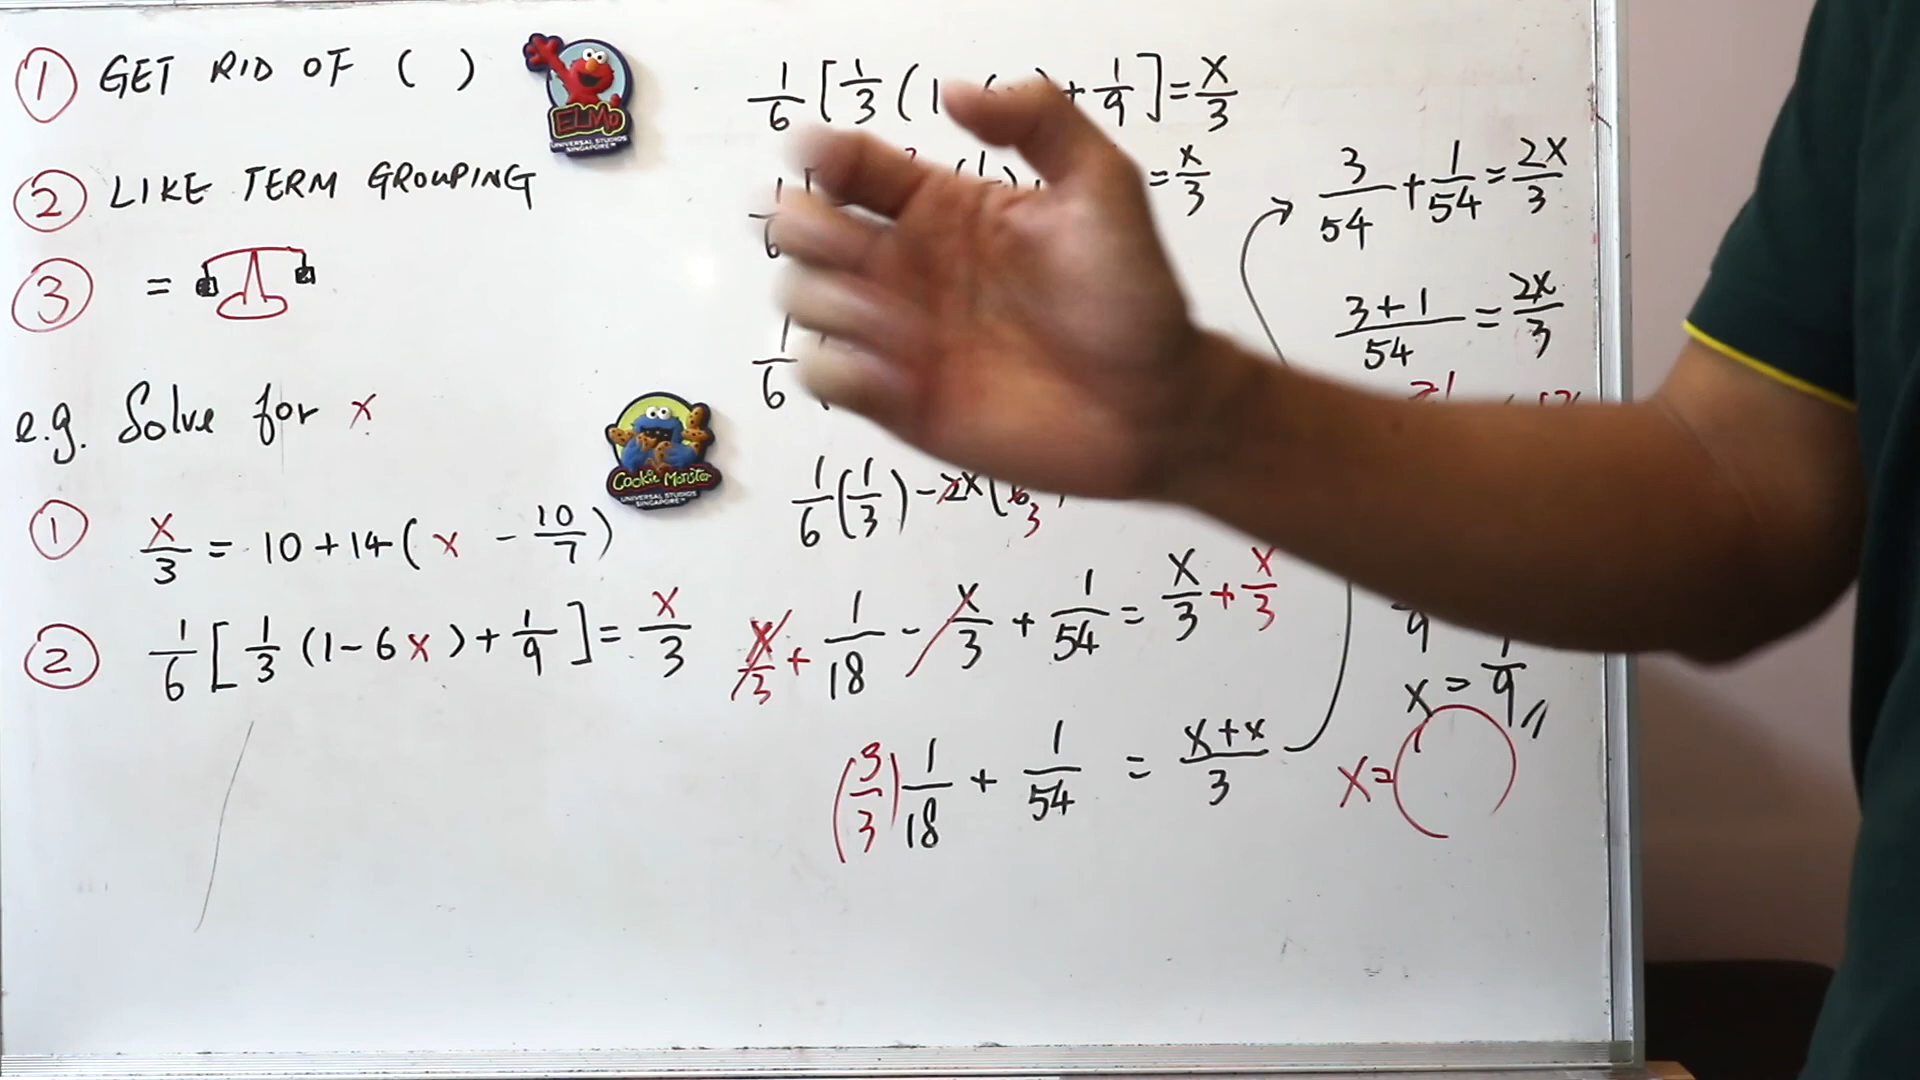 ① GET RID OF ( )
ELMO
UNIVERSAL STUDIOS
SINGAPORE
② LIKE TERM GROUPING
③ =
e.g. Solve for x
Cookie Monster
UNIVERSAL STUDIOS
SINGAPORE
① x/3 = 10 + 14 ( x - 10/7 )
② 1/6 [ 1/3 (1 - 6x) + 1/9 ] = x/3
1/6 [ 1/3 ( 1 ) + 1/9 ] = x/3
= x/3
1/6
1/6 (1/3) - 2x (
x/3 + 1/18 - x/3 + 1/54 = x/3 + x/3
(3/3) 1/18 + 1/54 = x+x/3
3/54 + 1/54 = 2x/3
3+1/54 = 2x/3
x = 1/9 //
x =